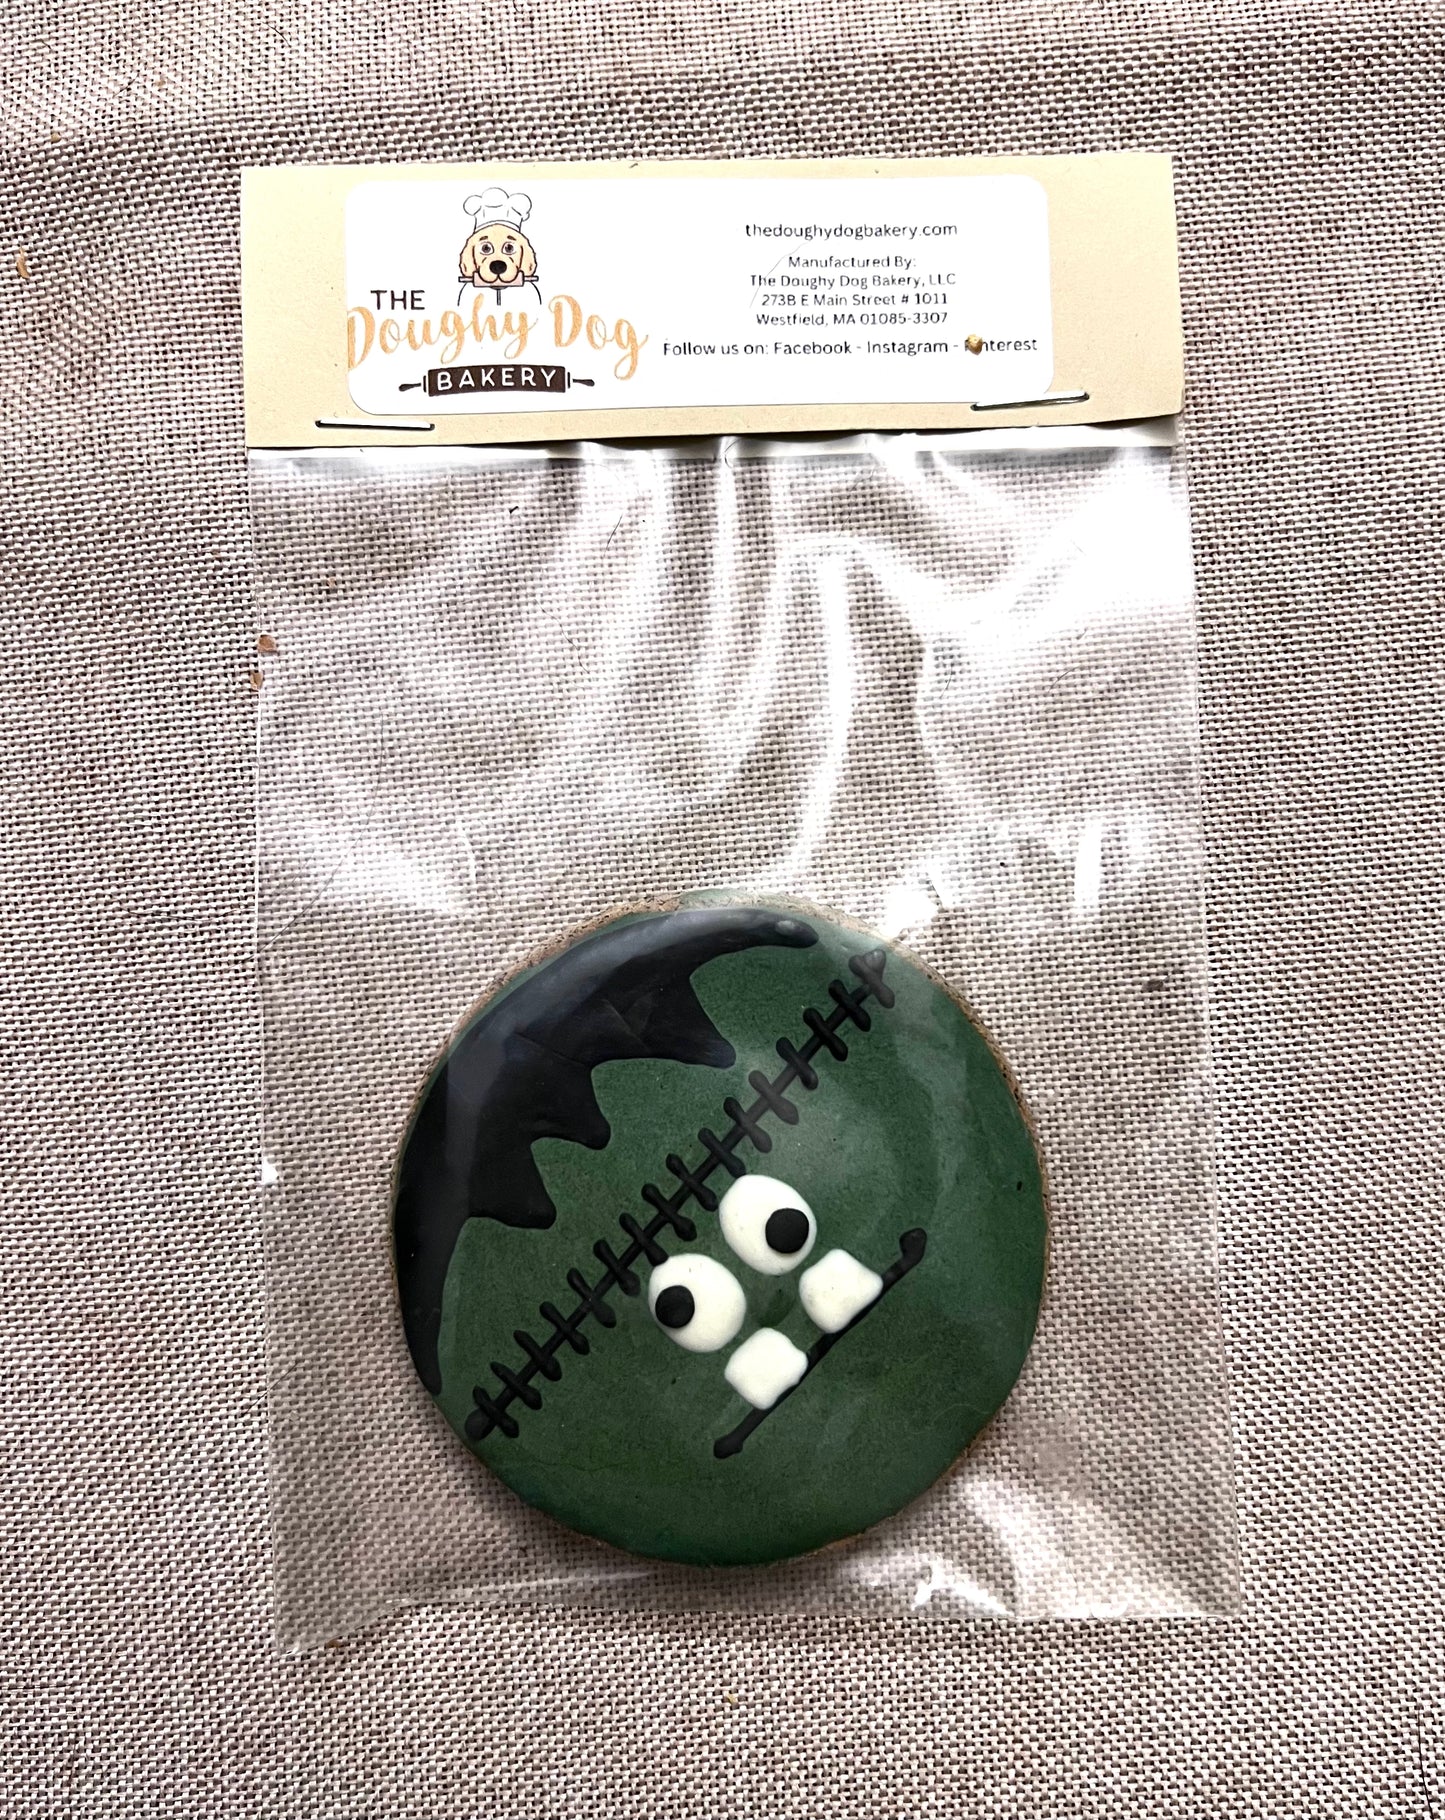 THE
Doughy Dog
BAKERY
thedoughydogbakery.com
Manufactured By:
The Doughy Dog Bakery, LLC
273B E Main Street # 1011
Westfield, MA 01085-3307
Follow us on: Facebook - Instagram - Pinterest